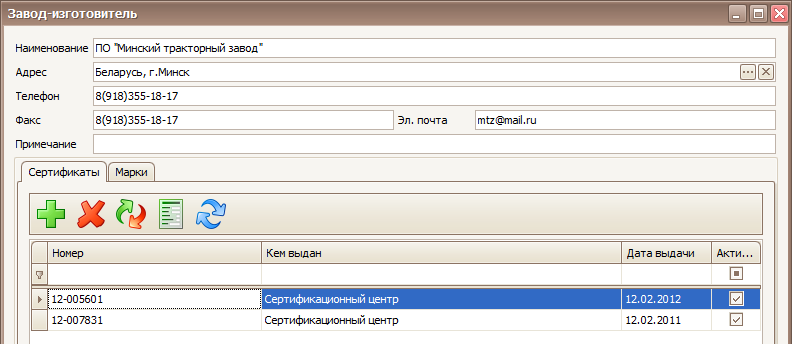 Завод-изготовитель
Наименование ПО "Минский тракторный завод"
Адрес Беларусь, г.Минск
Телефон 8(918)355-18-17
Факс 8(918)355-18-17 Эл. почта mtz@mail.ru
Примечание
Сертификаты Марки
Номер Кем выдан Дата выдачи Акти...
12-005601 Сертификационный центр 12.02.2012
12-007831 Сертификационный центр 12.02.2011